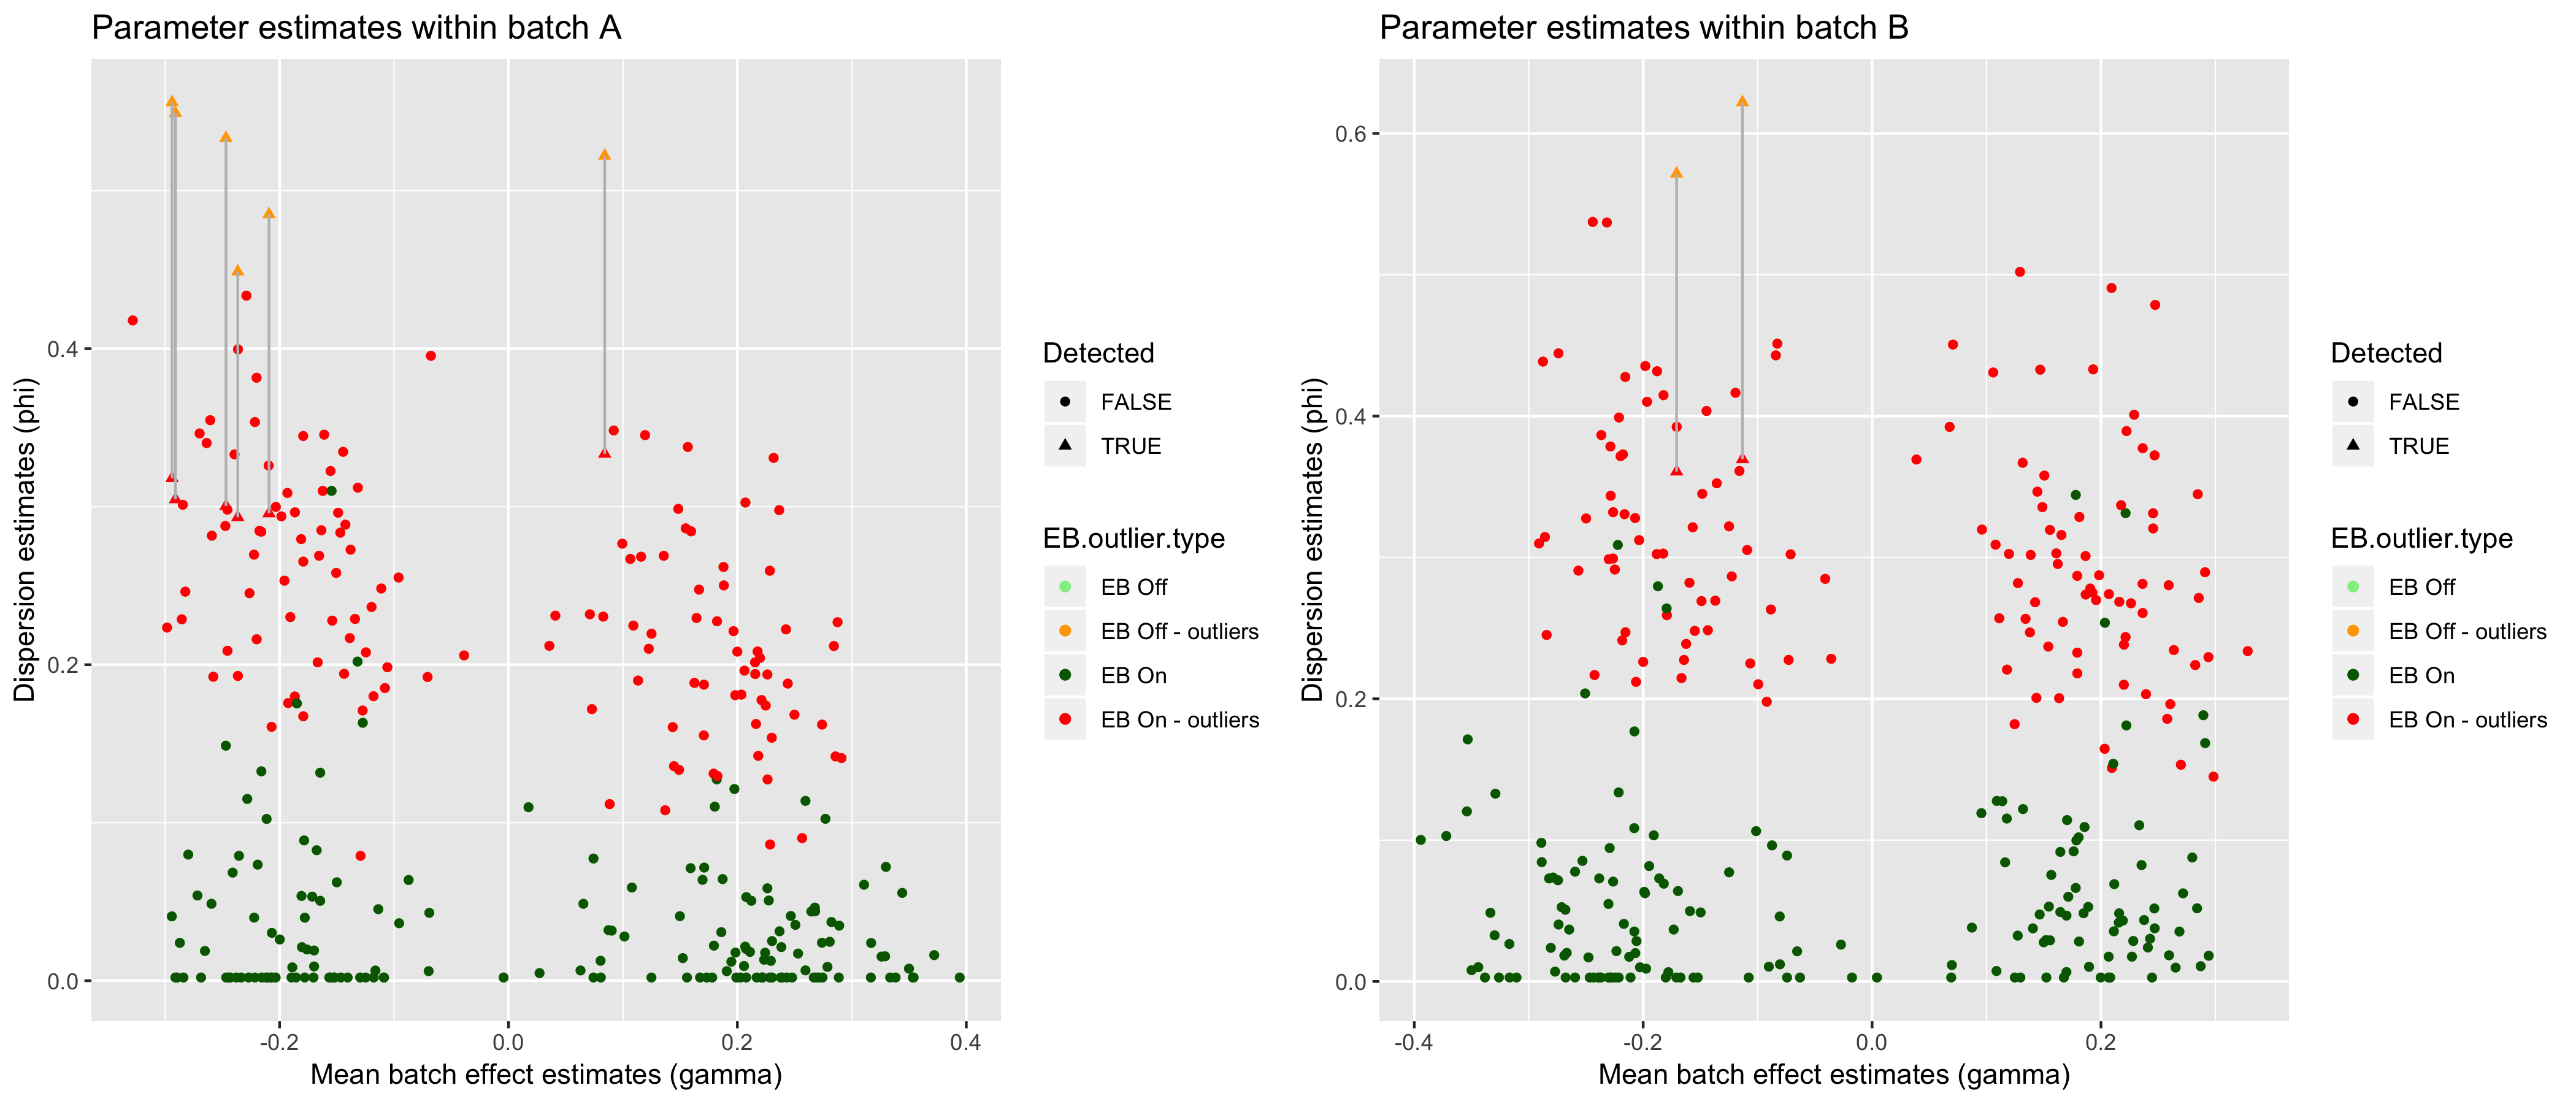 Parameter estimates within batch A
Dispersion estimates (phi)
0.4
0.2
0.0
-0.2
0.0
0.2
0.4
Mean batch effect estimates (gamma)
Detected
FALSE
TRUE
EB.outlier.type
EB Off
EB Off - outliers
EB On
EB On - outliers
Parameter estimates within batch B
Dispersion estimates (phi)
0.6
0.4
0.2
0.0
-0.4
-0.2
0.0
0.2
Mean batch effect estimates (gamma)
Detected
FALSE
TRUE
EB.outlier.type
EB Off
EB Off - outliers
EB On
EB On - outliers